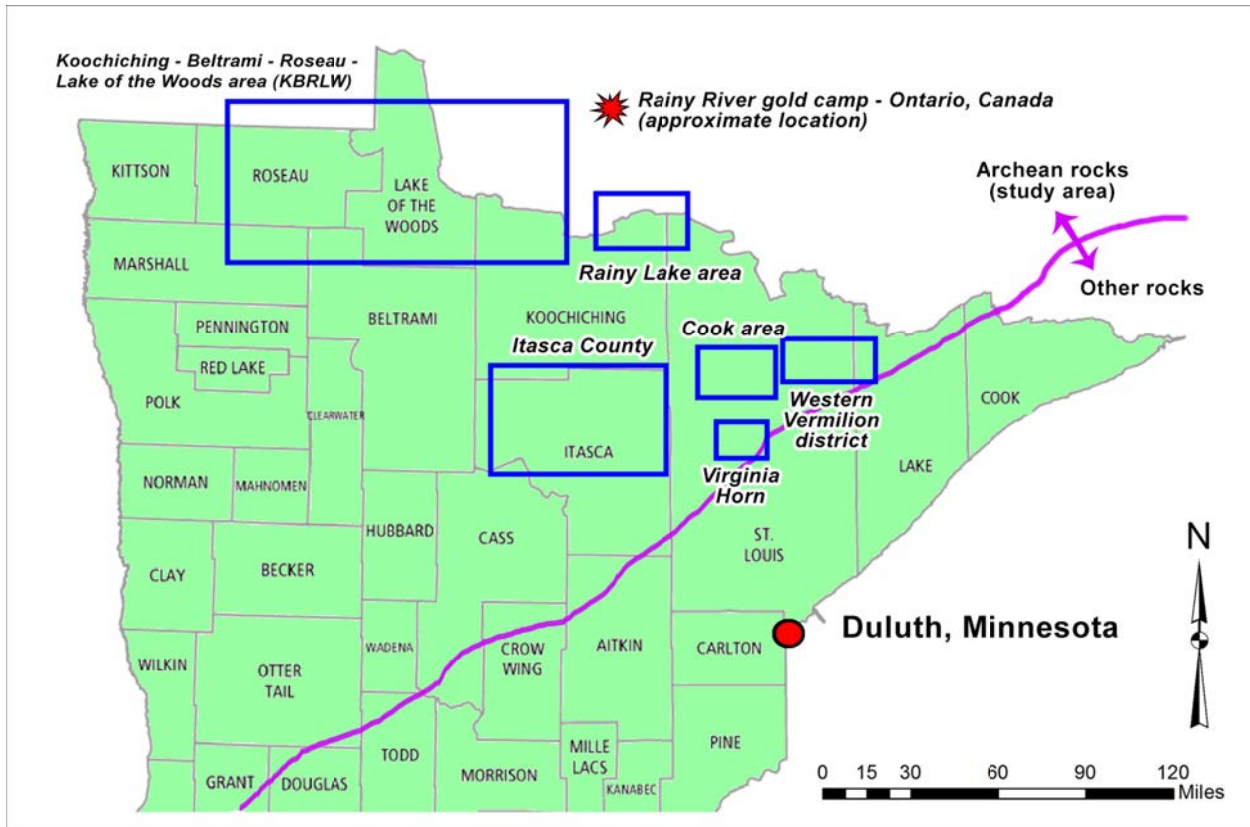 Koochiching - Beltrami - Roseau -
Lake of the Woods area (KBRLW)
Rainy River gold camp - Ontario, Canada
(approximate location)
Archean rocks
(study area)
Other rocks
KITTSON
ROSEAU
LAKE
OF THE
WOODS
MARSHALL
Rainy Lake area
PENNINGTON
BELTRAMI
KOOCHICHING
Cook area
Itasca County
RED LAKE
POLK
CLEARWATER
Western
Vermilion
district
COOK
ITASCA
LAKE
NORMAN
MAHNOMEN
Virginia
Horn
HUBBARD
CASS
ST.
LOUIS
N
CLAY
BECKER
Duluth, Minnesota
WADENA
CROW
WING
AITKIN
CARLTON
WILKIN
OTTER
TAIL
TODD
MILLE
LACS
PINE
GRANT
DOUGLAS
MORRISON
KANABEC
0 15 30 60 90 120
Miles